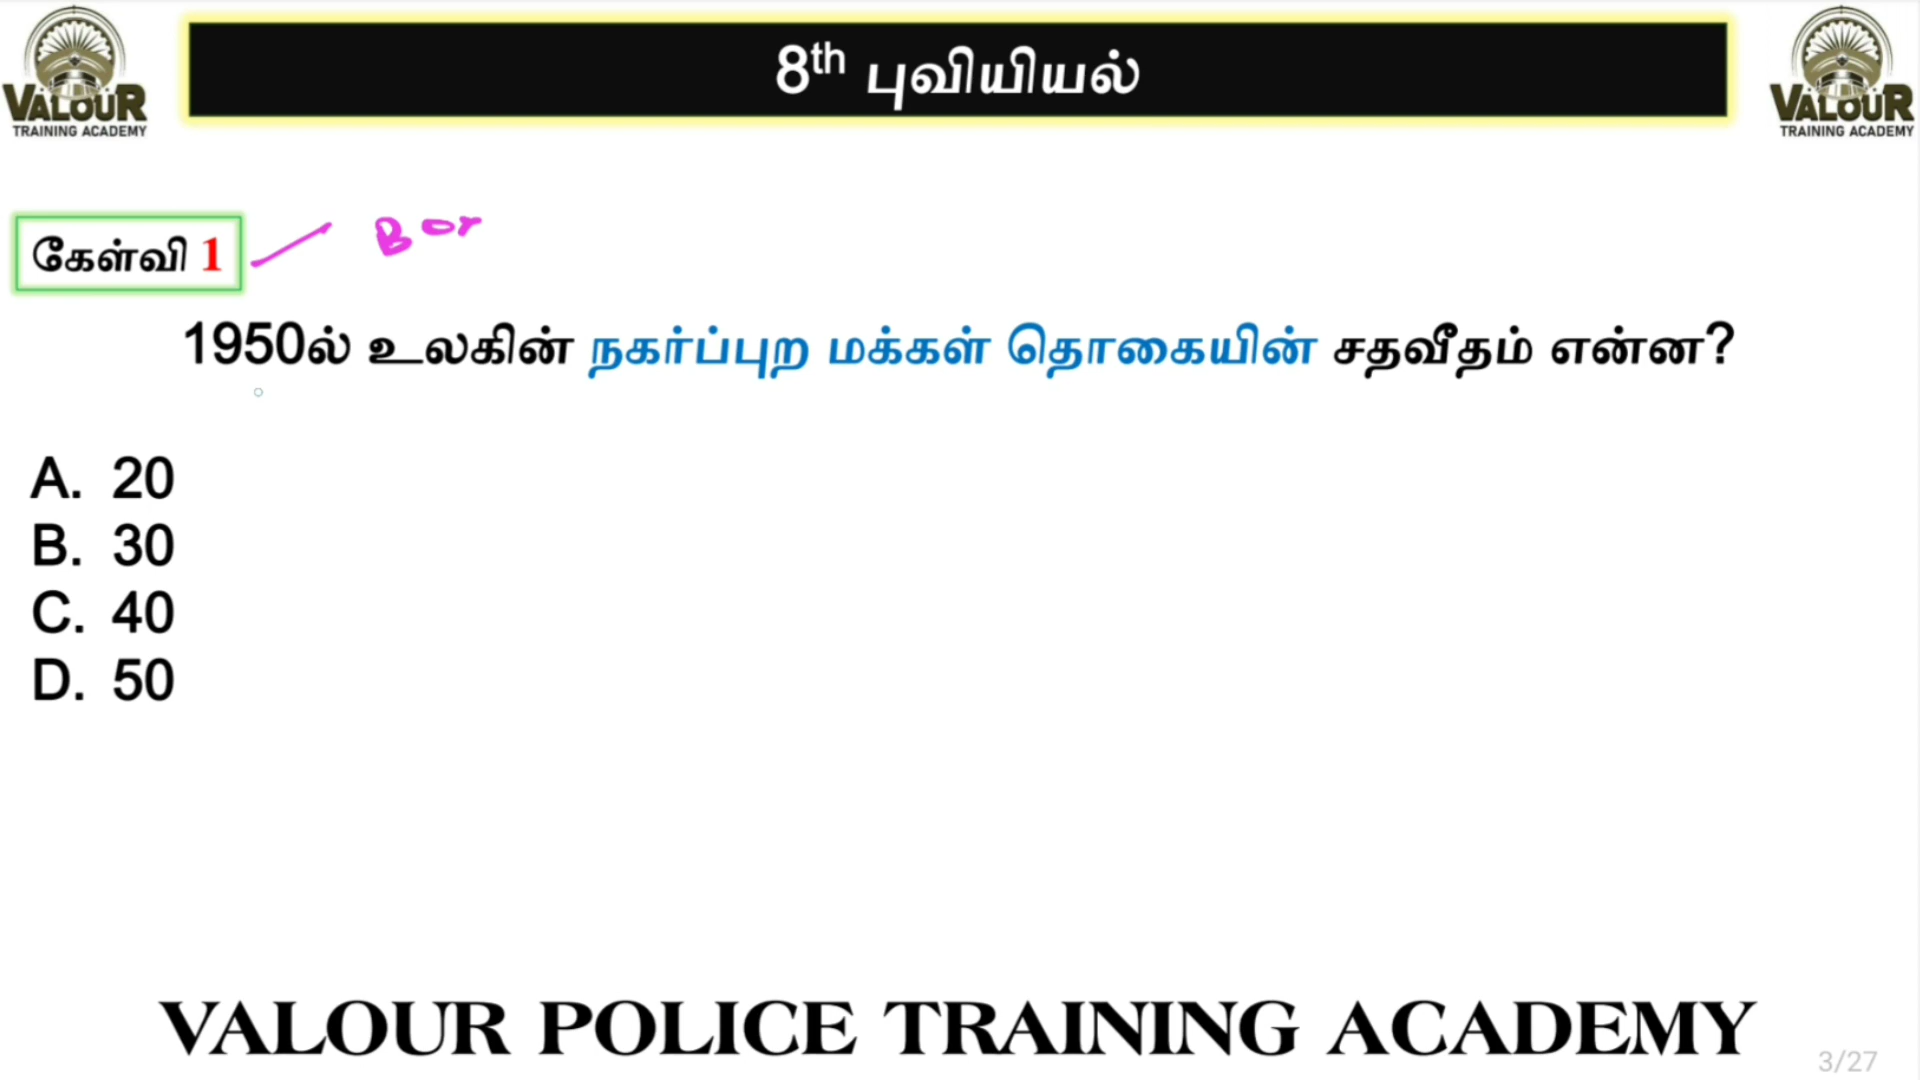 VALOUR
TRAINING ACADEMY
8th புவியியல்
VALOUR
TRAINING ACADEMY
கேள்வி 1
Bor
1950ல் உலகின் நகர்ப்புற மக்கள் தொகையின் சதவீதம் என்ன?
A. 20
B. 30
C. 40
D. 50
VALOUR POLICE TRAINING ACADEMY
3/27